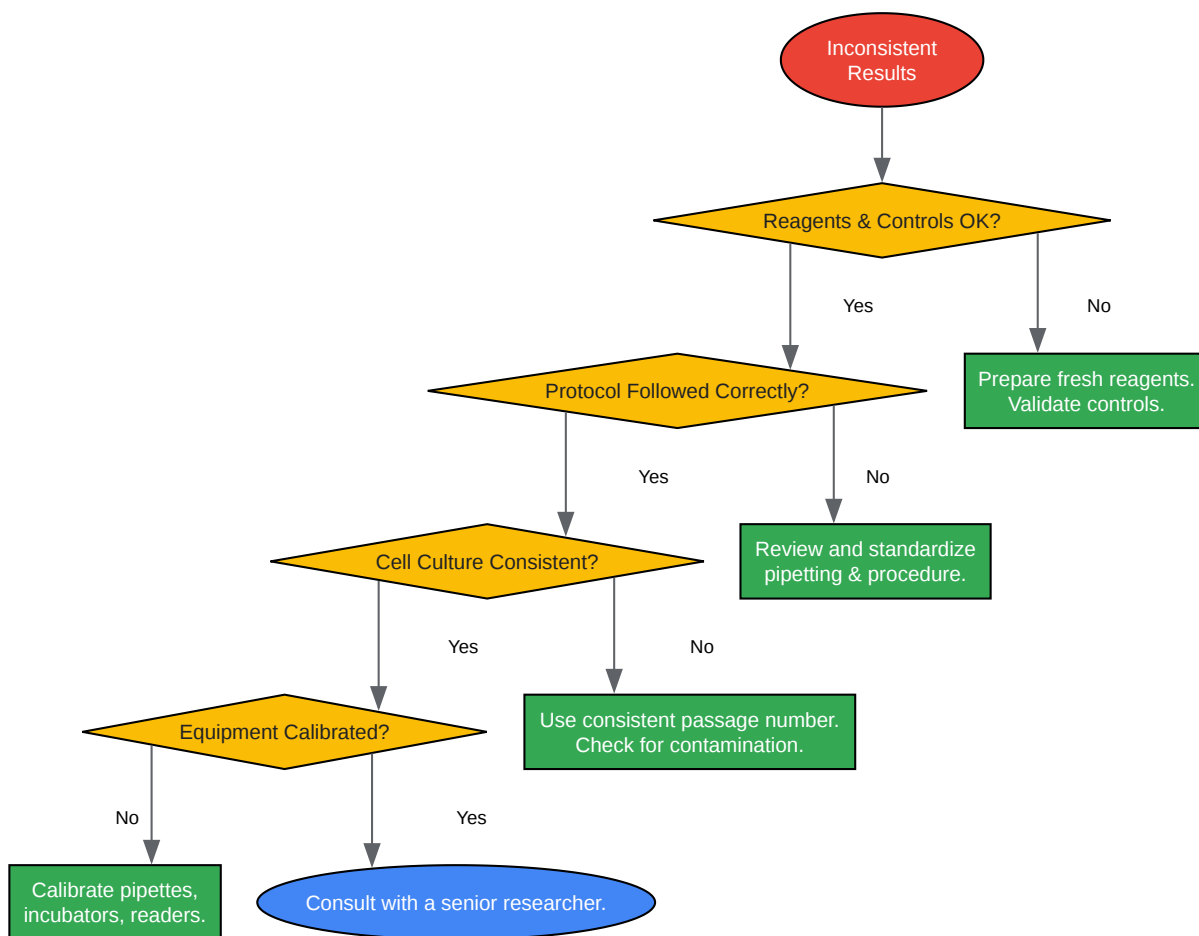 Inconsistent
Results
Reagents & Controls OK?
Yes
No
Prepare fresh reagents.
Validate controls.
Protocol Followed Correctly?
Yes
No
Review and standardize
pipetting & procedure.
Cell Culture Consistent?
Yes
No
Use consistent passage number.
Check for contamination.
Equipment Calibrated?
No
Yes
Calibrate pipettes,
incubators, readers.
Consult with a senior researcher.